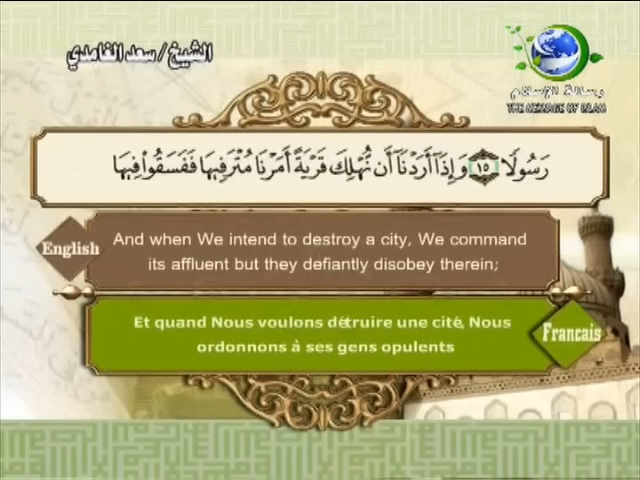 الشيخ / سعد الغامدي
رسالة الإسلام
THE MESSAGE OF ISLAM
رَسُولًا ١٥ وَإِذَآ أَرَدْنَآ أَن نُّهْلِكَ قَرْيَةً أَمَرْنَا مُتْرَفِيهَا فَفَسَقُوا۟ فِيهَا
English
And when We intend to destroy a city, We command
its affluent but they defiantly disobey therein;
Et quand Nous voulons détruire une cité, Nous
ordonnons à ses gens opulents
Francais